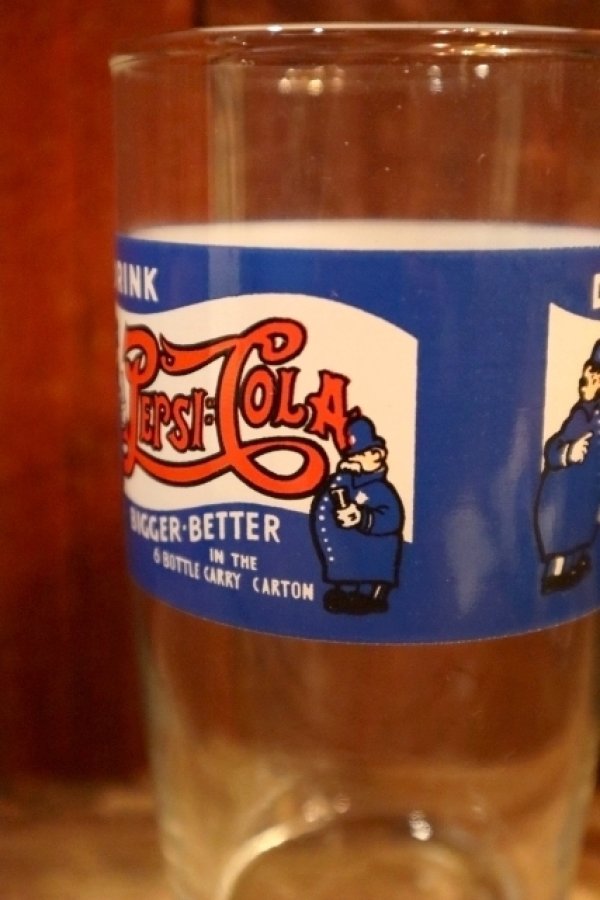 RINK
PEPSI:COLA
BIGGER·BETTER
IN THE
6 BOTTLE CARRY CARTON